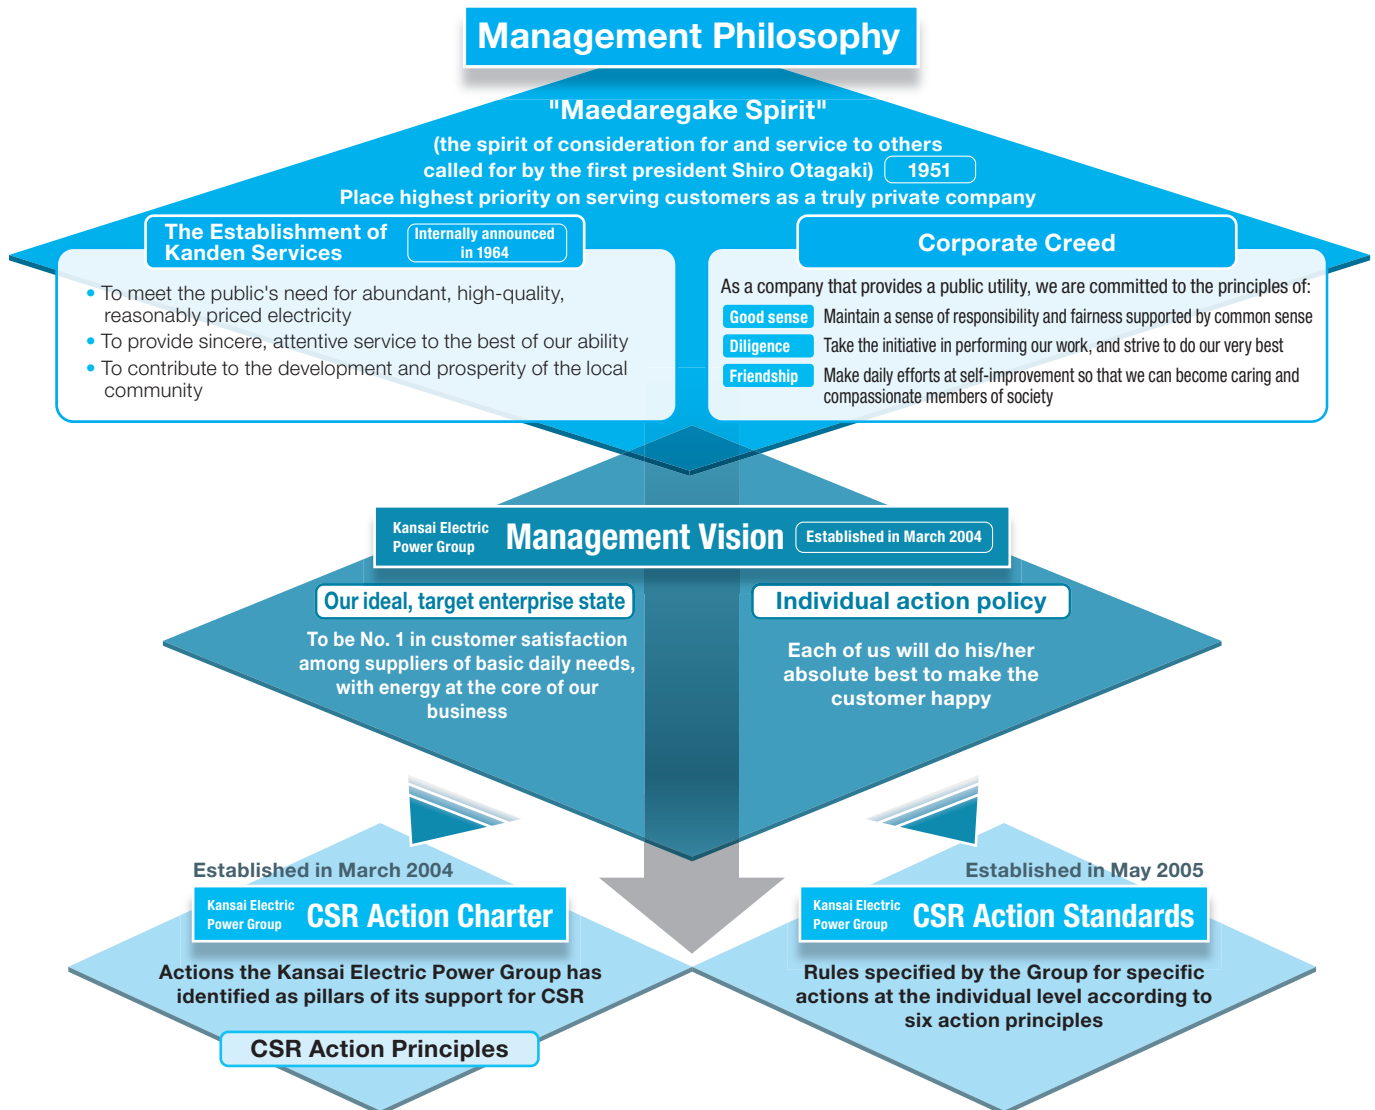 Management Philosophy
"Maedaregake Spirit"
(the spirit of consideration for and service to others
called for by the first president Shiro Otagaki) 1951
Place highest priority on serving customers as a truly private company
The Establishment of
Kanden Services
Internally announced
in 1964
• To meet the public's need for abundant, high-quality,
reasonably priced electricity
• To provide sincere, attentive service to the best of our ability
• To contribute to the development and prosperity of the local
community
Corporate Creed
As a company that provides a public utility, we are committed to the principles of:
Good sense Maintain a sense of responsibility and fairness supported by common sense
Diligence Take the initiative in performing our work, and strive to do our very best
Friendship Make daily efforts at self-improvement so that we can become caring and
compassionate members of society
Kansai Electric
Power Group
Management Vision
Established in March 2004
Our ideal, target enterprise state
To be No. 1 in customer satisfaction
among suppliers of basic daily needs,
with energy at the core of our
business
Individual action policy
Each of us will do his/her
absolute best to make the
customer happy
Established in March 2004
Kansai Electric
Power Group
CSR Action Charter
Actions the Kansai Electric Power Group has
identified as pillars of its support for CSR
CSR Action Principles
Established in May 2005
Kansai Electric
Power Group
CSR Action Standards
Rules specified by the Group for specific
actions at the individual level according to
six action principles